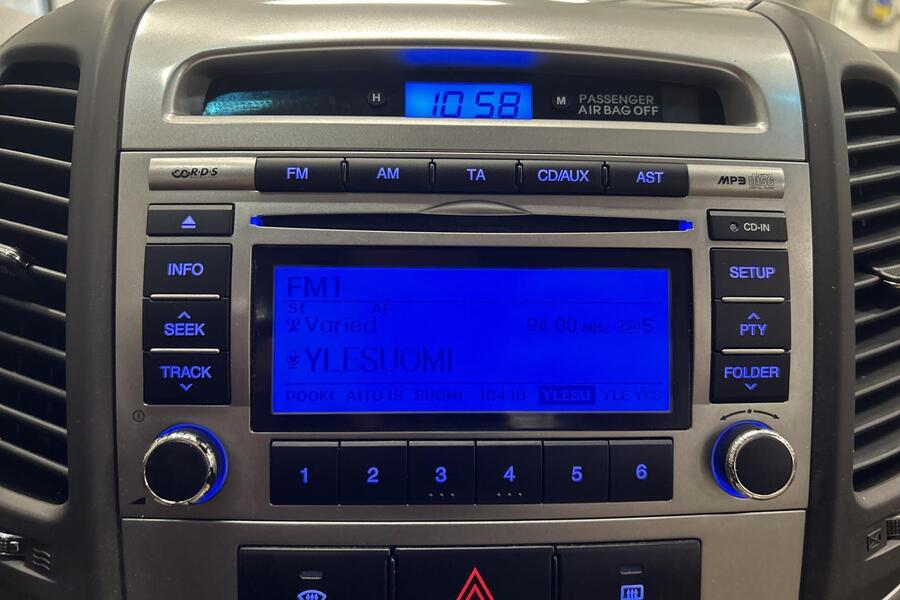 H 10:58 M PASSENGER
AIR BAG OFF
R·D·S FM AM TA CD/AUX AST MP3
CD-IN
INFO SETUP
SEEK PTY
TRACK FOLDER
FM1
ST AF
Varied 94.00 MHz CH 5
YLESUOMI
POOKI AITO IS SUOMI 104.10 YLESU YLE YKS
1 2 3 4 5 6